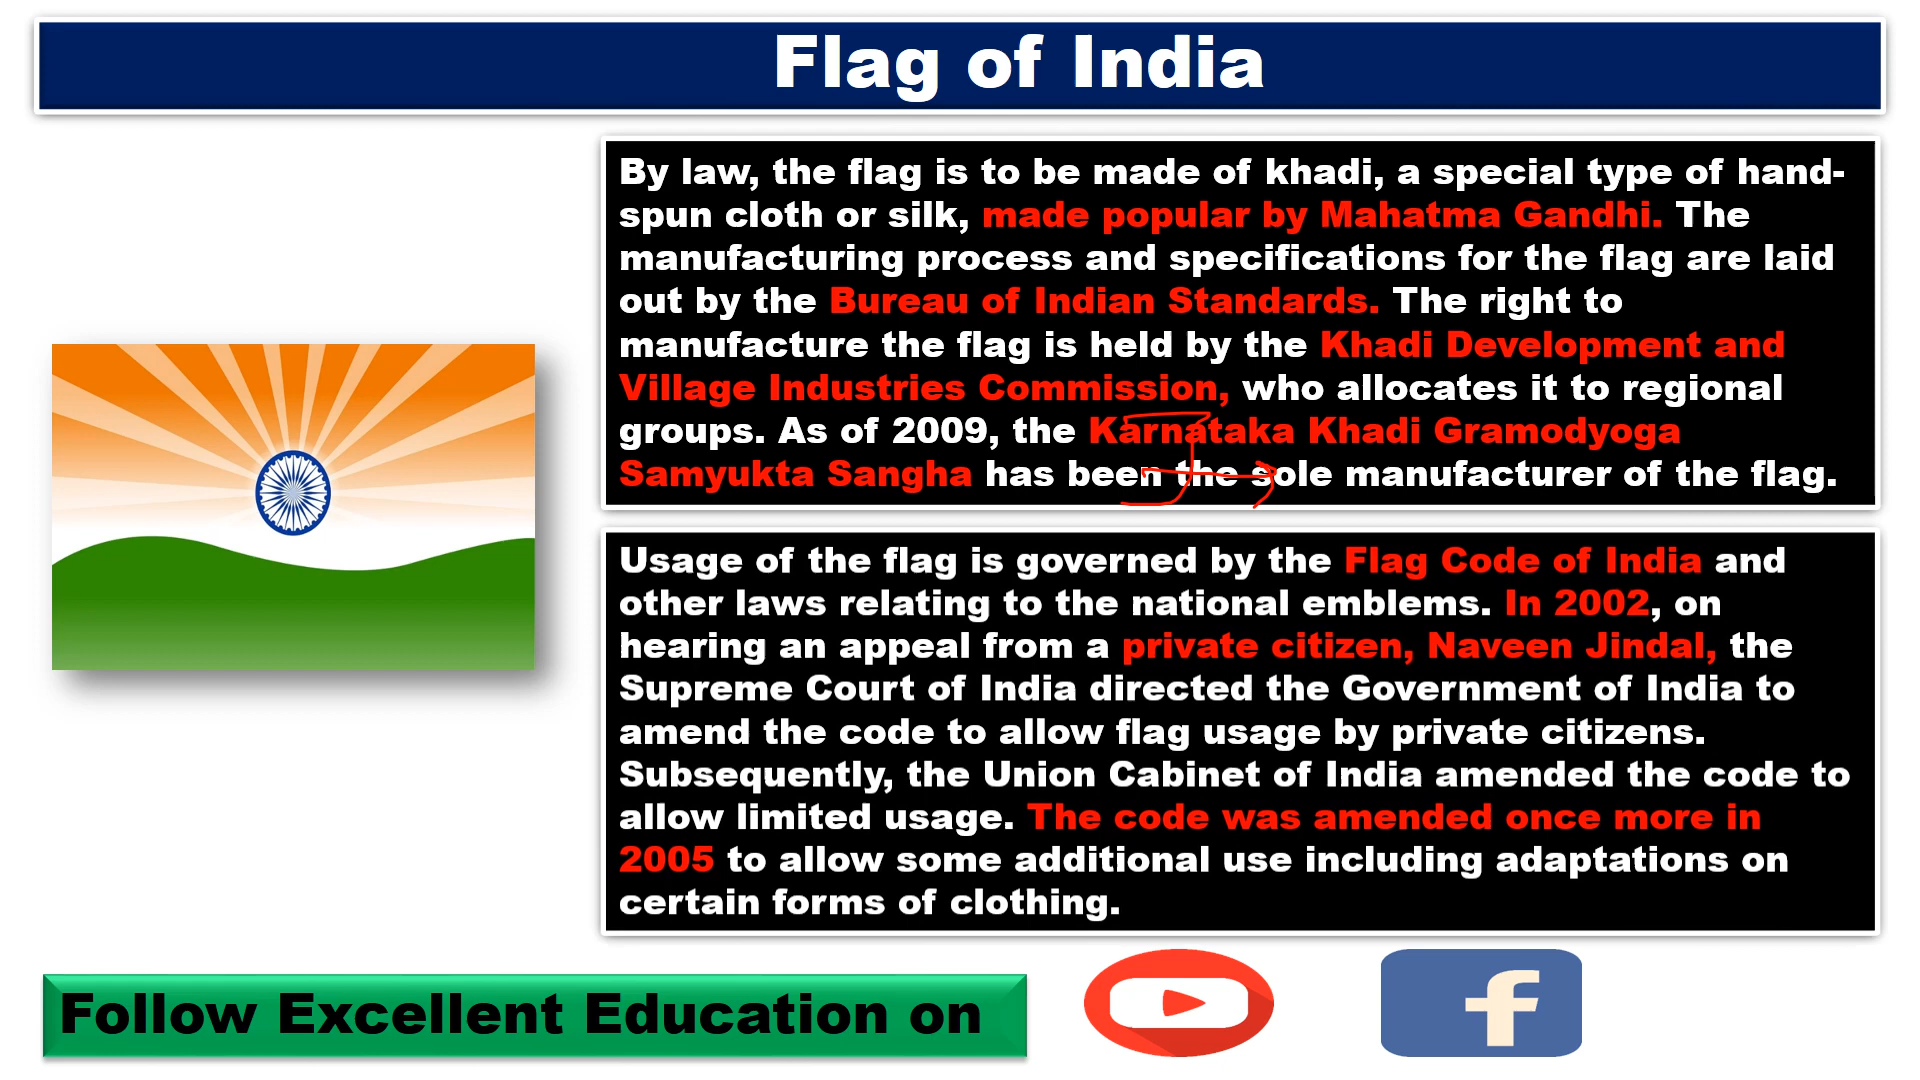 Flag of India
By law, the flag is to be made of khadi, a special type of hand-
spun cloth or silk, made popular by Mahatma Gandhi. The
manufacturing process and specifications for the flag are laid
out by the Bureau of Indian Standards. The right to
manufacture the flag is held by the Khadi Development and
Village Industries Commission, who allocates it to regional
groups. As of 2009, the Karnataka Khadi Gramodyoga
Samyukta Sangha has been the sole manufacturer of the flag.
Usage of the flag is governed by the Flag Code of India and
other laws relating to the national emblems. In 2002, on
hearing an appeal from a private citizen, Naveen Jindal, the
Supreme Court of India directed the Government of India to
amend the code to allow flag usage by private citizens.
Subsequently, the Union Cabinet of India amended the code to
allow limited usage. The code was amended once more in
2005 to allow some additional use including adaptations on
certain forms of clothing.
Follow Excellent Education on
f